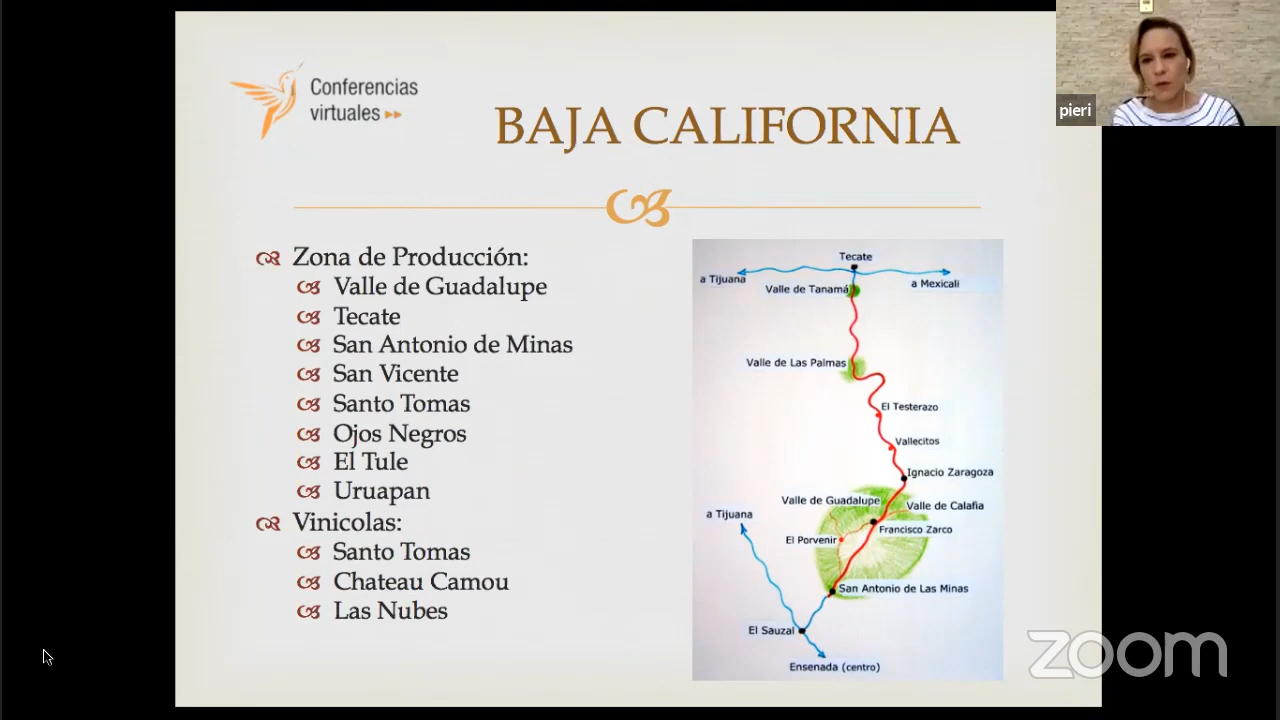 Conferencias
virtuales
BAJA CALIFORNIA
pieri
Zona de Producción:
Valle de Guadalupe
Tecate
San Antonio de Minas
San Vicente
Santo Tomas
Ojos Negros
El Tule
Uruapan
Vinicolas:
Santo Tomas
Chateau Camou
Las Nubes
Tecate
a Tijuana
a Mexicali
Valle de Tanamá
Valle de Las Palmas
El Testerazo
Vallecitos
Ignacio Zaragoza
Valle de Guadalupe
Valle de Calafia
a Tijuana
Francisco Zarco
El Porvenir
San Antonio de Las Minas
El Sauzal
Ensenada (centro)
zoom